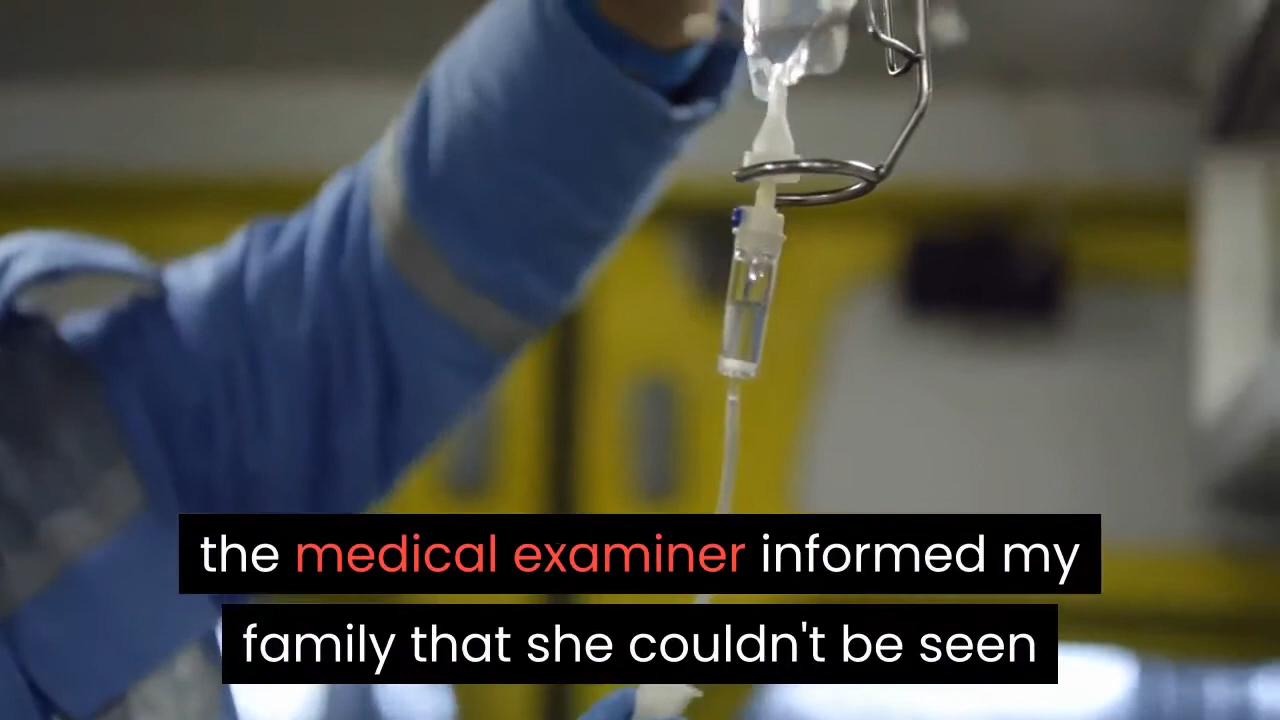 the medical examiner informed my
family that she couldn't be seen